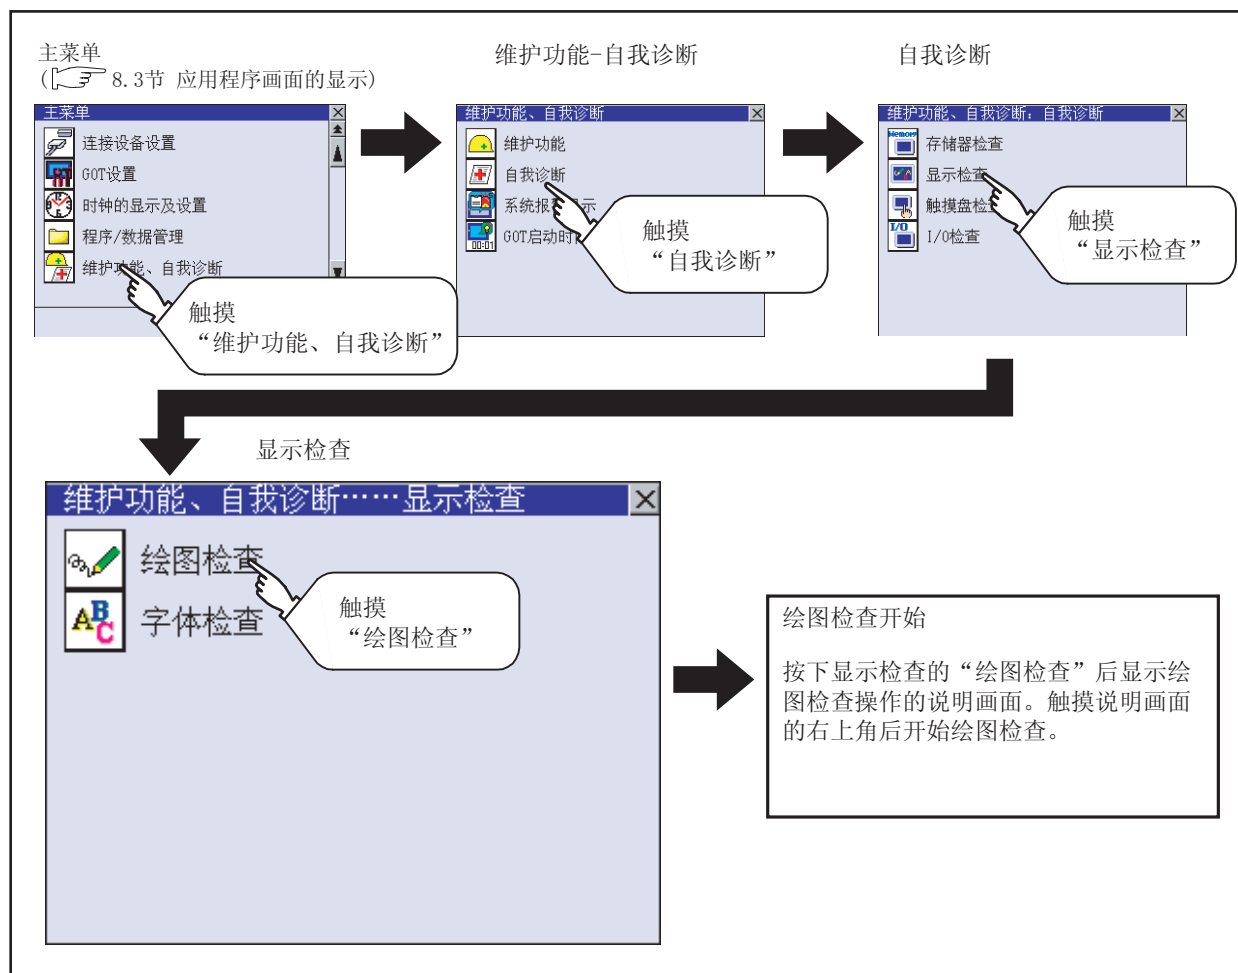 主菜单
(☞ 8.3节 应用程序画面的显示)
主菜单
连接设备设置
GOT设置
时钟的显示及设置
程序/数据管理
维护功能、自我诊断
触摸
“维护功能、自我诊断”
维护功能-自我诊断
维护功能、自我诊断
维护功能
自我诊断
系统报 示
GOT启动时
00:01
触摸
“自我诊断”
自我诊断
维护功能、自我诊断：自我诊断
Memory
存储器检查
显示检查
触摸盘检
I/O
I/O检查
触摸
“显示检查”
显示检查
维护功能、自我诊断……显示检查
绘图检查
ABC
字体检查
触摸
“绘图检查”
绘图检查开始
按下显示检查的“绘图检查”后显示绘
图检查操作的说明画面。触摸说明画面
的右上角后开始绘图检查。